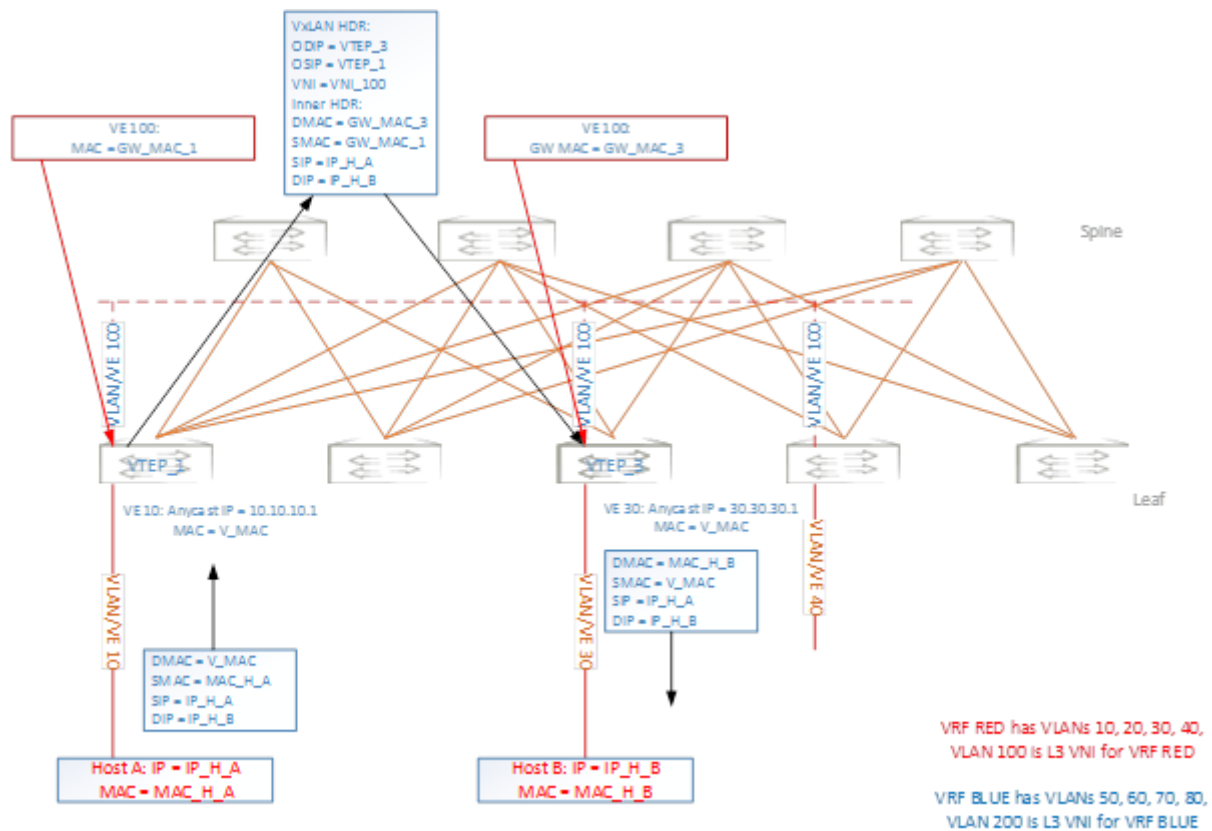 VxLAN HDR:
ODIP = VTEP_3
OSIP = VTEP_1
VNI = VNI_100
Inner HDR:
DMAC = GW_MAC_3
SMAC = GW_MAC_1
SIP = IP_H_A
DIP = IP_H_B
VE100:
MAC =GW_MAC_1
VE100:
GW MAC = GW_MAC_3
Spine
VLAN/VE 100
VLAN/VE 100
VLAN/VE 100
VTEP_1
VTEP_3
Leaf
VE10: Anycast IP = 10.10.10.1
MAC = V_MAC
VE 30: Anycast IP = 30.30.30.1
MAC = V_MAC
VLAN/VE 10
VLAN/VE 30
VLAN/VE 40
DMAC = MAC_H_B
SMAC = V_MAC
SIP = IP_H_A
DIP = IP_H_B
DMAC = V_MAC
SMAC = MAC_H_A
SIP = IP_H_A
DIP = IP_H_B
Host A: IP = IP_H_A
MAC = MAC_H_A
Host B: IP = IP_H_B
MAC = MAC_H_B
VRF RED has VLANs 10, 20, 30, 40,
VLAN 100 is L3 VNI for VRF RED
VRF BLUE has VLANs 50, 60, 70, 80,
VLAN 200 is L3 VNI for VRF BLUE